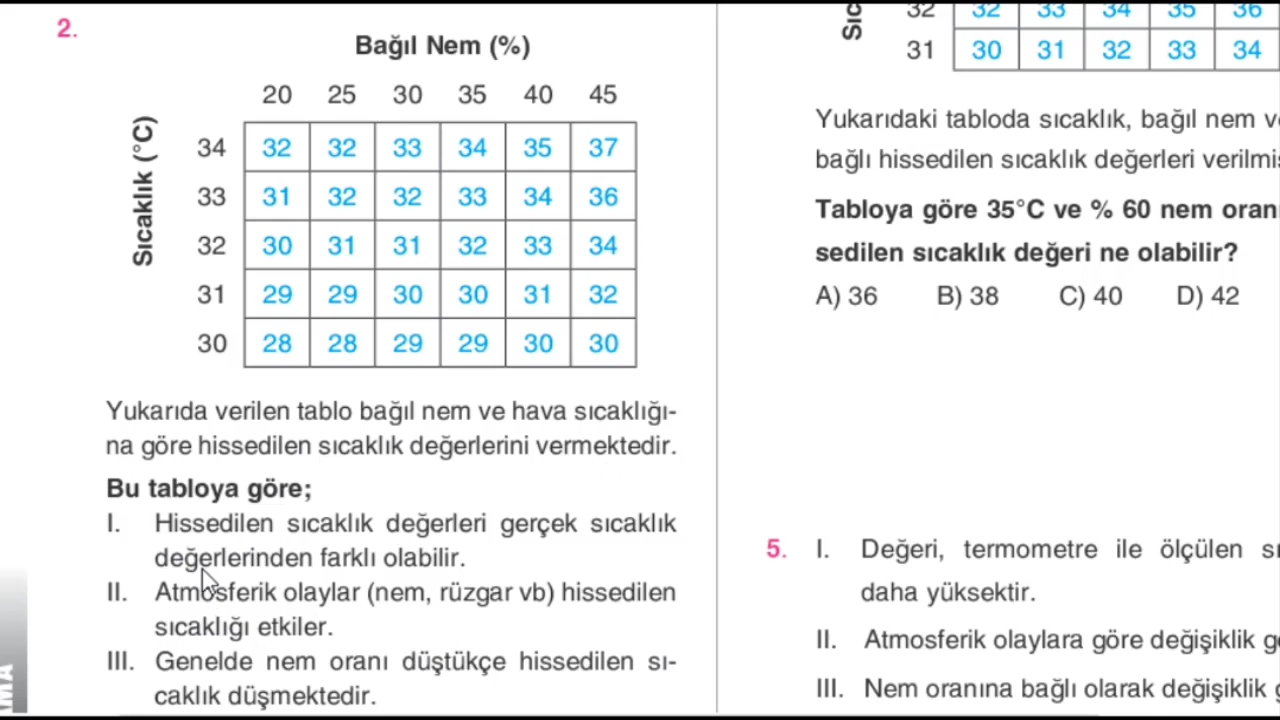 2.
Bağıl Nem (%)
20 25 30 35 40 45
Sıcaklık (°C)
34 32 32 33 34 35 37
33 31 32 32 33 34 36
32 30 31 31 32 33 34
31 29 29 30 30 31 32
30 28 28 29 29 30 30
Yukarıda verilen tablo bağıl nem ve hava sıcaklığı-
na göre hissedilen sıcaklık değerlerini vermektedir.
Bu tabloya göre;
I. Hissedilen sıcaklık değerleri gerçek sıcaklık
değerlerinden farklı olabilir.
II. Atmosferik olaylar (nem, rüzgar vb) hissedilen
sıcaklığı etkiler.
III. Genelde nem oranı düştükçe hissedilen sı-
caklık düşmektedir.
32 32 33 34 35 36
31 30 31 32 33 34
Yukarıdaki tabloda sıcaklık, bağıl nem
bağlı hissedilen sıcaklık değerleri
Tabloya göre 35°C ve % 60 nem
sedilen sıcaklık değeri ne olabilir?
A) 36 B) 38 C) 40 D) 42
5. I. Değeri, termometre ile ölçülen
daha yüksektir.
II. Atmosferik olaylara göre değişiklik
III. Nem oranına bağlı olarak değişiklik